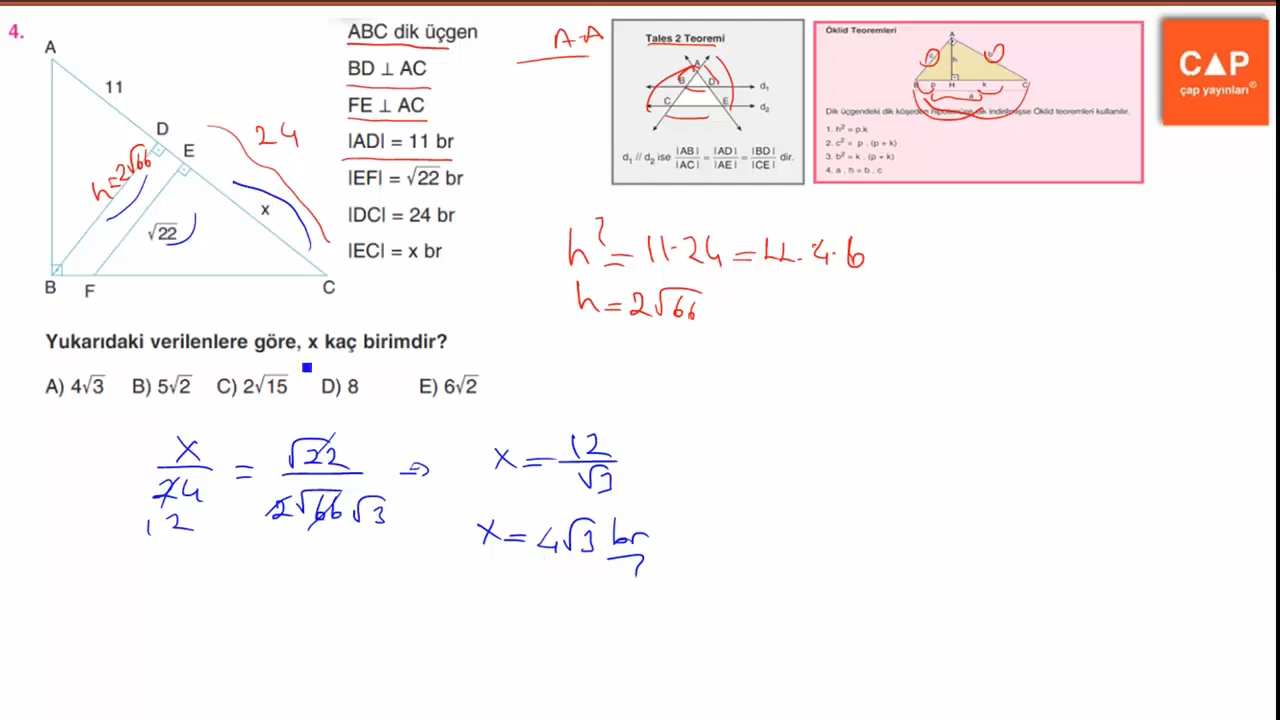 4.
A
11
D
E
24
h=2√66
x
√22
B
F
C
ABC dik üçgen
BD ⊥ AC
FE ⊥ AC
|AD| = 11 br
|EF| = √22 br
|DC| = 24 br
|EC| = x br
A.A
Tales 2 Teoremi
A
B
D
d₁
C
E
d₂
d₁ // d₂ ise |AB|/|AC| = |AD|/|AE| = |BD|/|CE| dir.
Öklid Teoremleri
A
c
b
h
B
p
H
k
C
a
Dik üçgendeki dik köşeden hipotenüse dik indirilmişse Öklid teoremleri kullanılır.
1. h² = p.k
2. c² = p . (p + k)
3. b² = k . (p + k)
4. a . h = b . c
ÇAP
çap yayınları®
h² = 11·24 = 11·4·6
h = 2√66
Yukarıdaki verilenlere göre, x kaç birimdir?
A) 4√3 B) 5√2 C) 2√15 D) 8 E) 6√2
x/24 = √22/2√66 √3 ⇒ x = 12/√3
12
x = 4√3 br